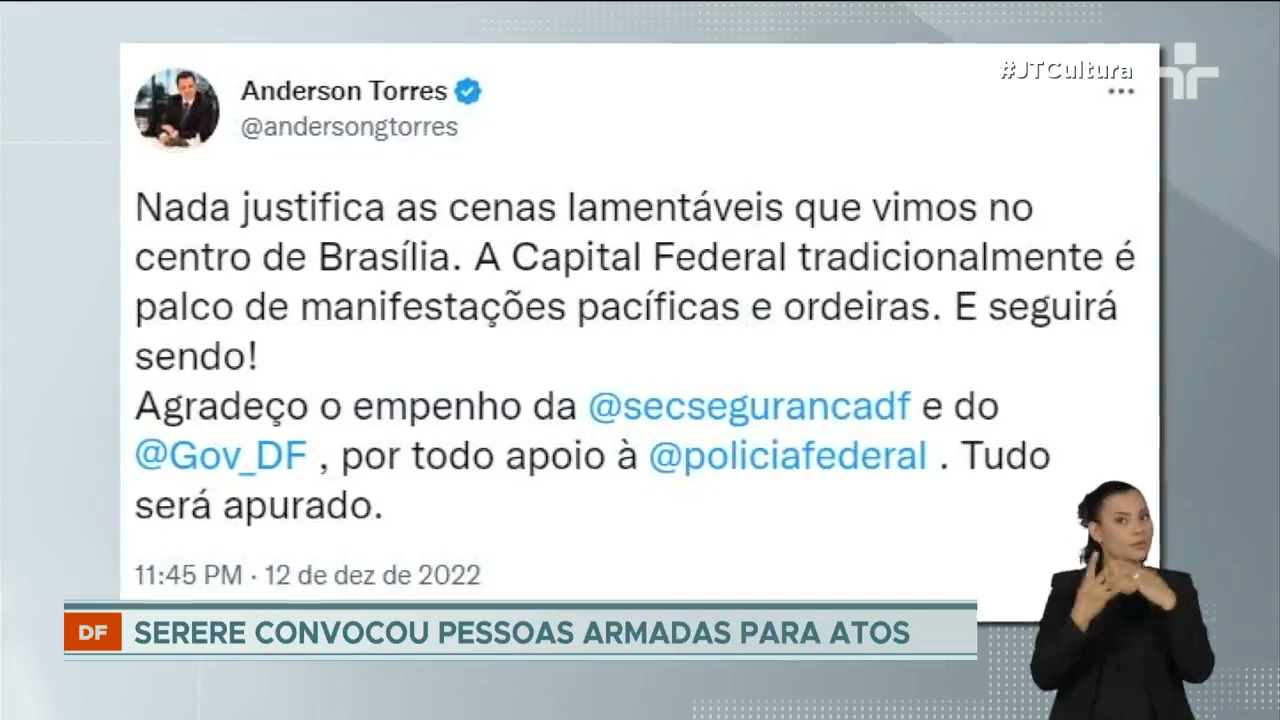 #JTCultura
Anderson Torres
@andersongtorres
Nada justifica as cenas lamentáveis que vimos no
centro de Brasília. A Capital Federal tradicionalmente é
palco de manifestações pacíficas e ordeiras. E seguirá
sendo!
Agradeço o empenho da @secsegurancadf e do
@Gov_DF , por todo apoio à @policiafederal . Tudo
será apurado.
11:45 PM · 12 de dez de 2022
DF SERERE CONVOCOU PESSOAS ARMADAS PARA ATOS